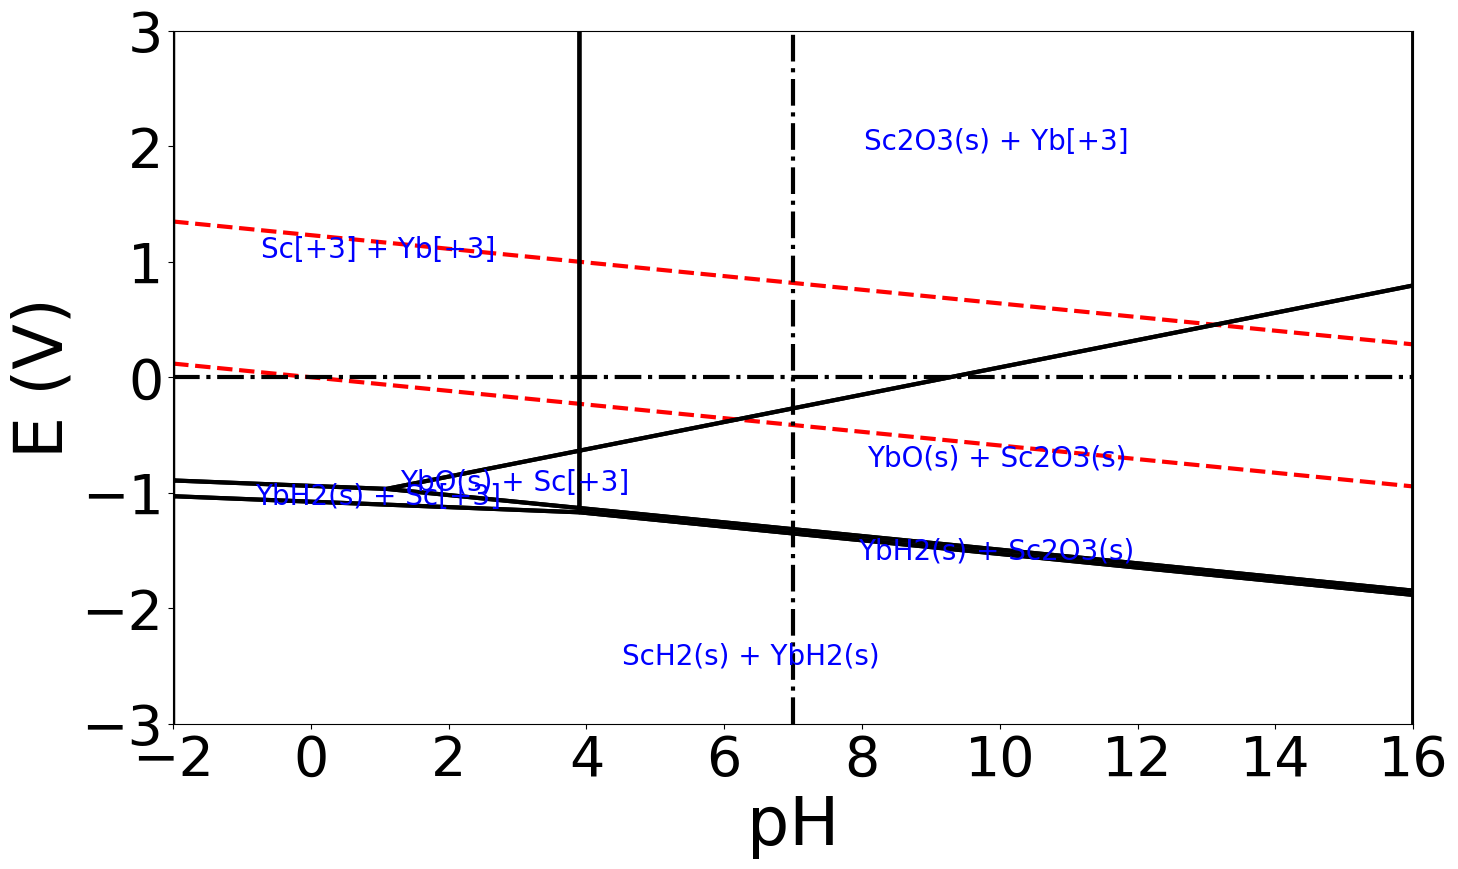 3
2
1
0
−1
−2
−3
E (V)
Sc2O3(s) + Yb[+3]
Sc[+3] + Yb[+3]
YbO(s) + Sc2O3(s)
YbO(s) + Sc[+3]
YbH2(s) + Sc[+3]
YbH2(s) + Sc2O3(s)
ScH2(s) + YbH2(s)
−2 0 2 4 6 8 10 12 14 16
pH